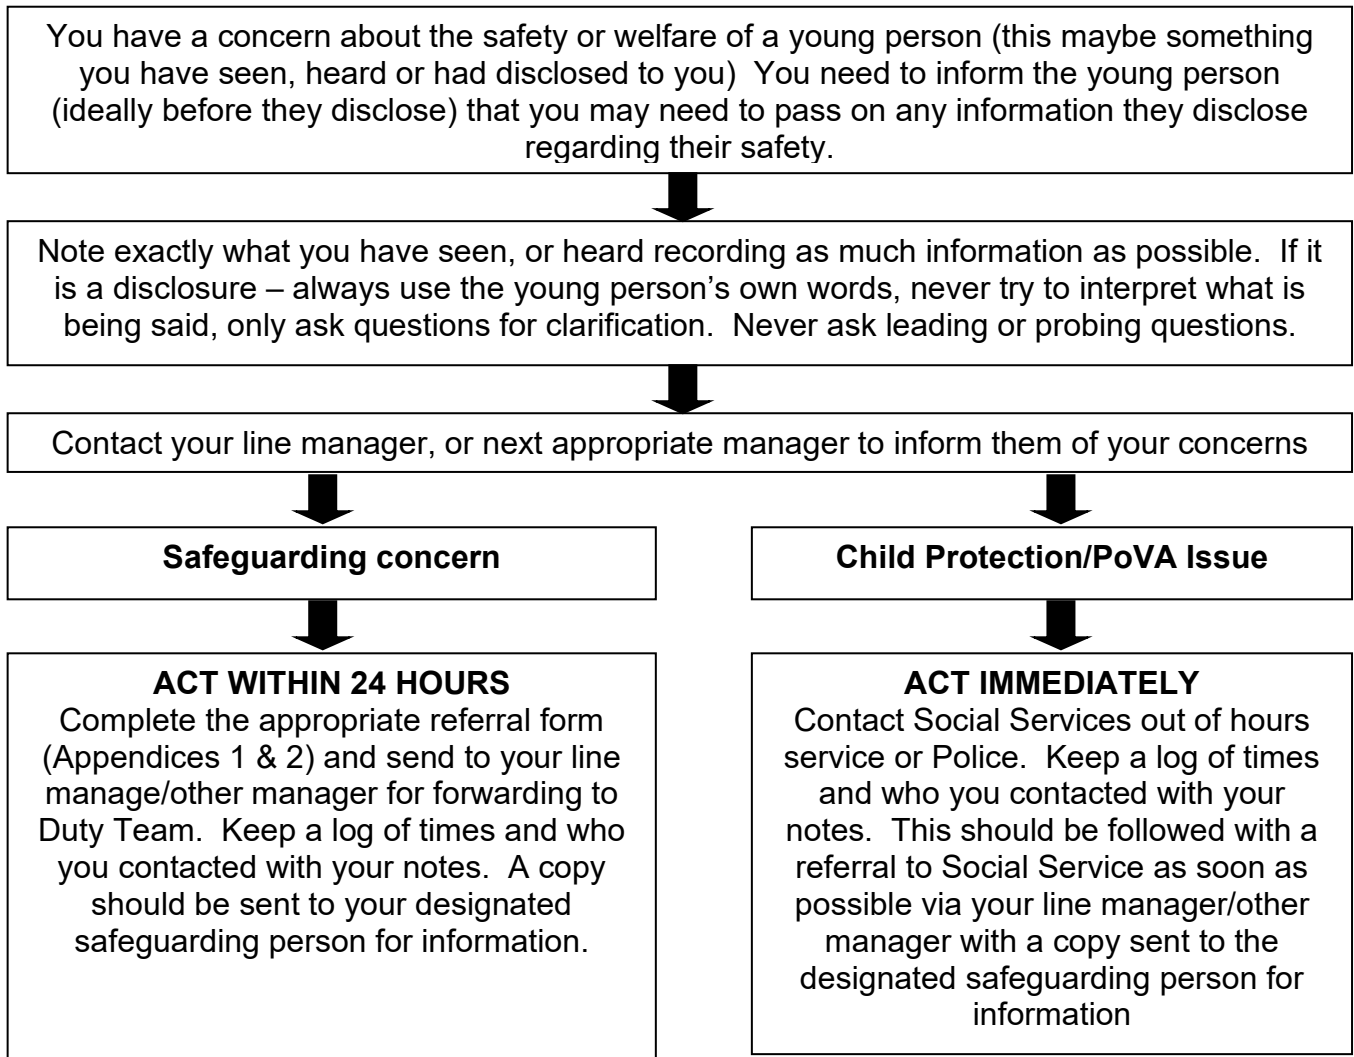 You have a concern about the safety or welfare of a young person (this maybe something
you have seen, heard or had disclosed to you)  You need to inform the young person
(ideally before they disclose) that you may need to pass on any information they disclose
regarding their safety.
Note exactly what you have seen, or heard recording as much information as possible.  If it
is a disclosure – always use the young person’s own words, never try to interpret what is
being said, only ask questions for clarification.  Never ask leading or probing questions.
Contact your line manager, or next appropriate manager to inform them of your concerns
Safeguarding concern
Child Protection/PoVA Issue
ACT WITHIN 24 HOURS
Complete the appropriate referral form
(Appendices 1 & 2) and send to your line
manage/other manager for forwarding to
Duty Team.  Keep a log of times and who
you contacted with your notes.  A copy
should be sent to your designated
safeguarding person for information.
ACT IMMEDIATELY
Contact Social Services out of hours
service or Police.  Keep a log of times
and who you contacted with your
notes.  This should be followed with a
referral to Social Service as soon as
possible via your line manager/other
manager with a copy sent to the
designated safeguarding person for
information